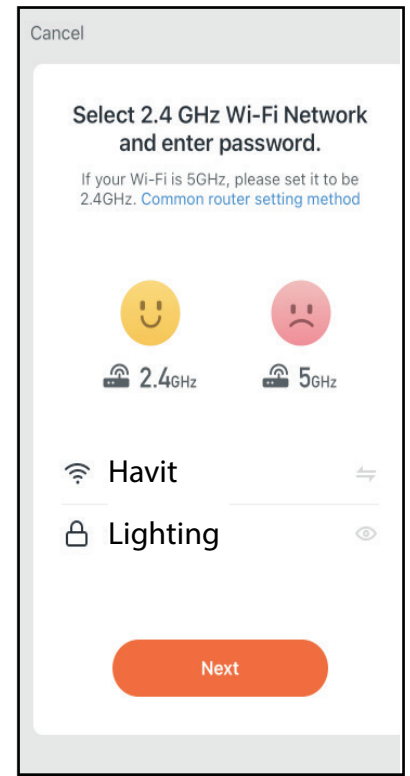 Cancel
Select 2.4 GHz Wi-Fi Network
and enter password.
If your Wi-Fi is 5GHz, please set it to be
2.4GHz. Common router setting method
2.4GHz 5GHz
Havit
Lighting
Next